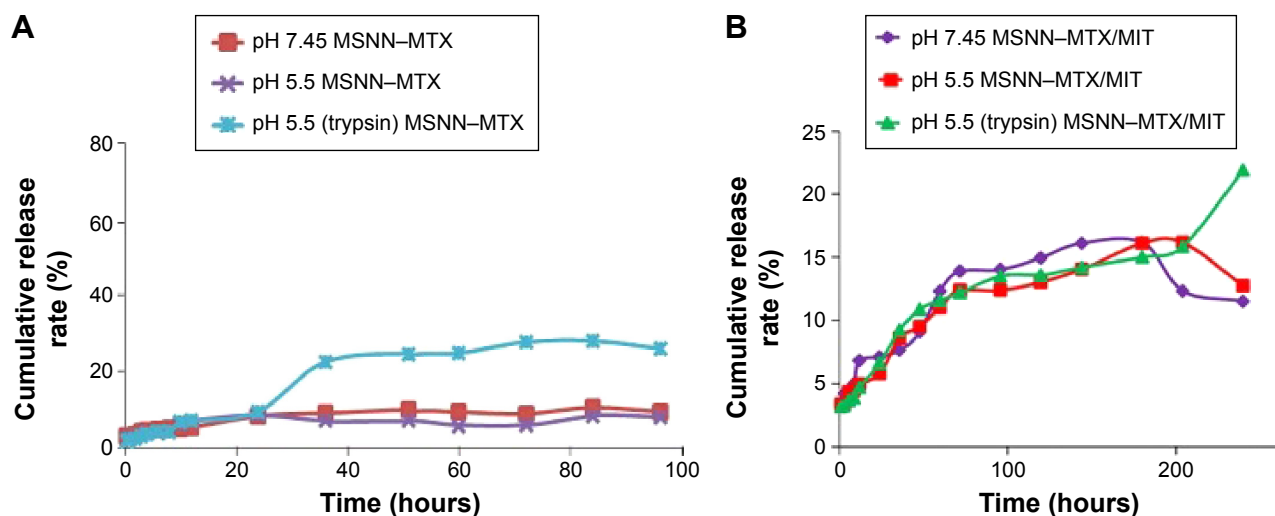 A
pH 7.45 MSNN–MTX
pH 5.5 MSNN–MTX
pH 5.5 (trypsin) MSNN–MTX
80
60
40
20
0
Cumulative release
rate (%)
0
20
40
60
80
100
Time (hours)
B
pH 7.45 MSNN–MTX/MIT
pH 5.5 MSNN–MTX/MIT
pH 5.5 (trypsin) MSNN–MTX/MIT
25
20
15
10
5
0
Cumulative release
rate (%)
0
100
200
Time (hours)